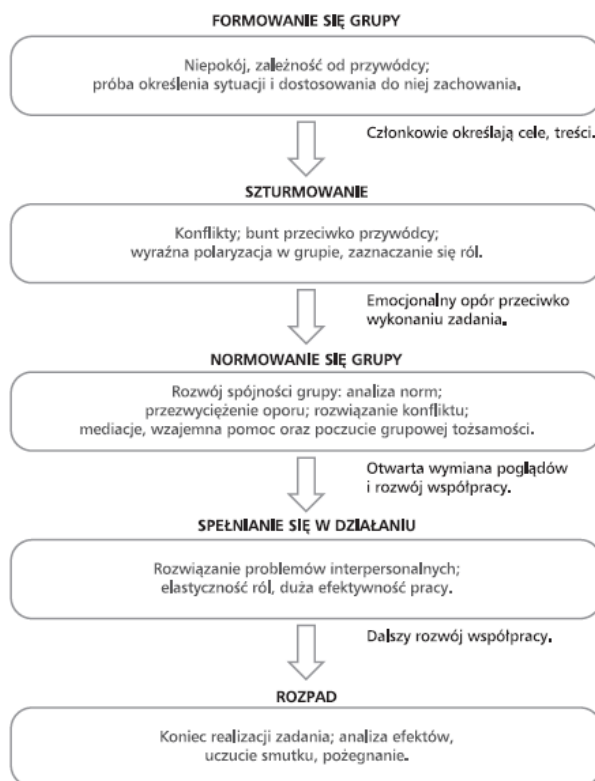 FORMOWANIE SIĘ GRUPY
Niepokój, zależność od przywódcy;
próba określenia sytuacji i dostosowania do niej zachowania.
Członkowie określają cele, treści.
SZTURMOWANIE
Konflikty; bunt przeciwko przywódcy;
wyraźna polaryzacja w grupie, zaznaczanie się ról.
Emocjonalny opór przeciwko
wykonaniu zadania.
NORMOWANIE SIĘ GRUPY
Rozwój spójności grupy: analiza norm;
przezwyciężenie oporu; rozwiązanie konfliktu;
mediacje, wzajemna pomoc oraz poczucie grupowej tożsamości.
Otwarta wymiana poglądów
i rozwój współpracy.
SPEŁNIANIE SIĘ W DZIAŁANIU
Rozwiązanie problemów interpersonalnych;
elastyczność ról, duża efektywność pracy.
Dalszy rozwój współpracy.
ROZPAD
Koniec realizacji zadania; analiza efektów,
uczucie smutku, pożegnanie.